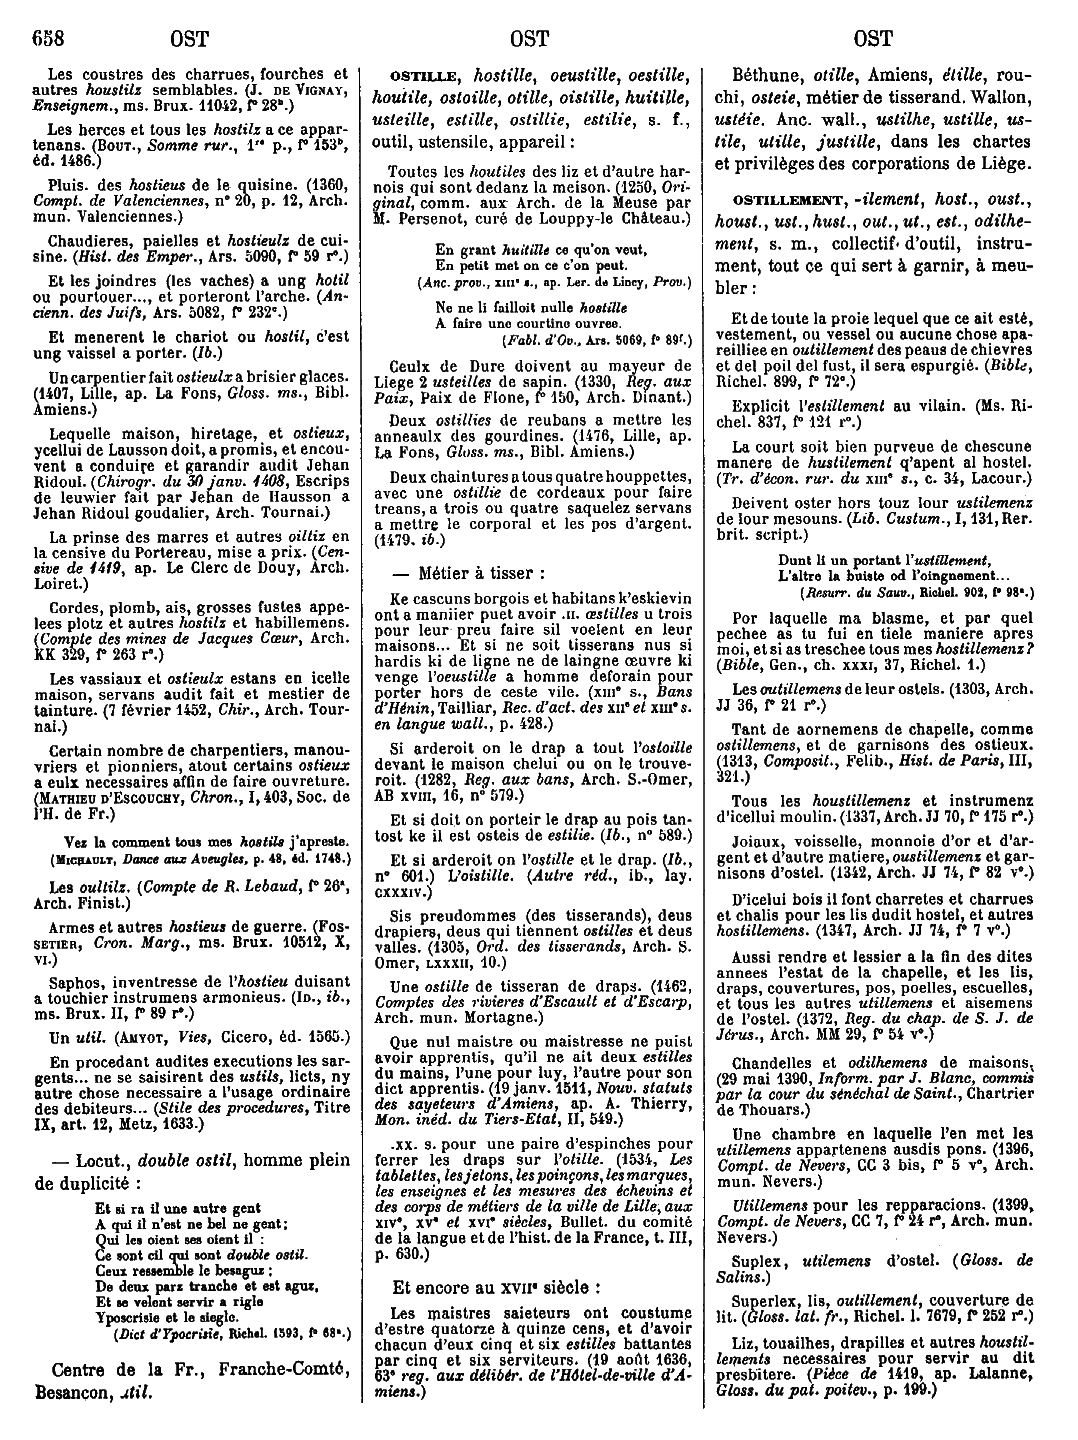 658 OST OST OST
Les coustres des charrues, fourches et
autres houstilz semblables. (J. DE VIGNAY,
Enseignem., ms. Brux. 11042, f° 28ª.)
Les herces et tous les hostilz a ce appar-
tenans. (BOUT., Somme rur., 1re p., f° 153b,
éd. 1486.)
Pluis. des hostieus de le quisine. (1360,
Compt. de Valenciennes, n° 20, p. 12, Arch.
mun. Valenciennes.)
Chaudieres, paielles et hostieulz de cui-
sine. (Hist. des Emper., Ars. 5090, f° 59 r°.)
Et les joindres (les vaches) a ung hotil
ou pourtouer..., et porteront l'arche. (An-
cienn. des Juifs, Ars. 5082, f° 232c.)
Et menerent le chariot ou hostil, c'est
ung vaissel a porter. (Ib.)
Un carpentier fait ostieulx a brisier glaces.
(1407, Lille, ap. La Fons, Gloss. ms., Bibl.
Amiens.)
Lequelle maison, hiretage, et ostieux,
ycellui de Lausson doit, a promis, et encou-
vent a conduire et garandir audit Jehan
Ridoul. (Chirogr. du 30 janv. 1408, Escrips
de leuwier fait par Jehan de Hausson a
Jehan Ridoul goudalier, Arch. Tournai.)
La prinse des marres et autres oiltiz en
la censive du Portereau, mise a prix. (Cen-
sive de 1419, ap. Le Clerc de Douy, Arch.
Loiret.)
Cordes, plomb, ais, grosses fustes appe-
lees plotz et autres hostilz et habillemens.
(Compte des mines de Jacques Cœur, Arch.
KK 329, f° 263 r°.)
Les vassiaux et ostieulx estans en icelle
maison, servans audit fait et mestier de
tainture. (7 février 1452, Chir., Arch. Tour-
nai.)
Certain nombre de charpentiers, manou-
vriers et pionniers, atout certains ostieux
a eulx necessaires affin de faire ouvreture.
(MATHIEU D'ESCOUCHY, Chron., I, 403, Soc. de
l'H. de Fr.)
Vez la comment tous mes hostils j'apreste.
(MICHAULT, Dance aux Aveugles, p. 48, éd. 1748.)
Les oultilz. (Compte de R. Lebaud, f° 26ª,
Arch. Finist.)
Armes et autres hostieus de guerre. (FOS-
SETIER, Cron. Marg., ms. Brux. 10512, X,
VI.)
Saphos, inventresse de l'hostieu duisant
a touchier instrumens armonieus. (ID., ib.,
ms. Brux. II, f° 89 r°.)
Un util. (AMYOT, Vies, Cicero, éd. 1565.)
En procedant audites executions les sar-
gents... ne se saisirent des ustils, licts, ny
autre chose necessaire a l'usage ordinaire
des debiteurs... (Stile des procedures, Titre
IX, art. 12, Metz, 1633.)
— Locut., double ostil, homme plein
de duplicité :
Et si ra il une autre gent
A qui il n'est ne bel ne gent;
Qui les oient ses oient il :
Ce sont cil qui sont double ostil.
Ceux ressemble le besaguz ;
De deux parz tranche et est aguz,
Et se velent servir a rigle
Yposcrisie et le siegle.
(Dict d'Ypocrisie, Richel. 1593, f° 68ª.)
Centre de la Fr., Franche-Comté,
Besançon, util.
OSTILLE, hostille, oeustille, oestille,
houtile, ostoille, otille, oistille, huitille,
usteille, estille, ostillie, estilie, s. f.,
outil, ustensile, appareil :
Toutes les houtiles des liz et d'autre har-
nois qui sont dedanz la meison. (1250, Ori-
ginal, comm. aux Arch. de la Meuse par
M. Persenot, curé de Louppy-le Château.)
En grant huitille ce qu'on veut,
En petit met on ce c'on peut.
(Anc. prov., XIIIe s., ap. Ler. de Lincy, Prov.)
Ne ne li failloit nulle hostille
A faire une courtine ouvree.
(Fabl. d'Ov., Ars. 5069, f° 89f.)
Ceulx de Dure doivent au mayeur de
Liege 2 usteilles de sapin. (1330, Reg. aux
Paix, Paix de Flone, f° 150, Arch. Dinant.)
Deux ostillies de reubans a mettre les
anneaulx des gourdines. (1476, Lille, ap.
La Fons, Gloss. ms., Bibl. Amiens.)
Deux chaintures a tous quatre houppettes,
avec une ostillie de cordeaux pour faire
treans, a trois ou quatre saquelez servans
a mettre le corporal et les pos d'argent.
(1479. ib.)
— Métier à tisser :
Ke cascuns borgois et habitans k'eskievin
ont a maniier puet avoir .II. œstilles u trois
pour leur preu faire sil voelent en leur
maisons... Et si ne soit tisserans nus si
hardis ki de ligne ne de laingne œuvre ki
venge l'oeustille a homme deforain pour
porter hors de ceste vile. (XIIIe s., Bans
d'Hénin, Tailliar, Rec. d'act. des XIIe et XIIIe s.
en langue wall., p. 428.)
Si arderoit on le drap a tout l'ostoille
devant le maison chelui ou on le trouve-
roit. (1282, Reg. aux bans, Arch. S.-Omer,
AB XVIII, 16, n° 579.)
Et si doit on porteir le drap au pois tan-
tost ke il est osteis de estilie. (Ib., n° 589.)
Et si arderoit on l'ostille et le drap. (Ib.,
n° 601.) L'oistille. (Autre réd., ib., lay.
CXXXIV.)
Sis preudommes (des tisserands), deus
drapiers, deus qui tiennent ostilles et deus
valles. (1305, Ord. des tisserands, Arch. S.
Omer, LXXXII, 10.)
Une ostille de tisseran de draps. (1462,
Comptes des rivieres d'Escault et d'Escarp,
Arch. mun. Mortagne.)
Que nul maistre ou maistresse ne puist
avoir apprentis, qu'il ne ait deux estilles
du mains, l'une pour luy, l'autre pour son
dict apprentis. (19 janv. 1511, Nouv. statuts
des sayeteurs d'Amiens, ap. A. Thierry,
Mon. inéd. du Tiers-Etat, II, 549.)
.XX. s. pour une paire d'espinches pour
ferrer les draps sur l'otille. (1534, Les
tablettes, les jetons, les poinçons, les marques,
les enseignes et les mesures des échevins et
des corps de métiers de la ville de Lille, aux
XIVe, XVe et XVIe siècles, Bullet. du comité
de la langue et de l'hist. de la France, t. III,
p. 630.)
Et encore au XVIIe siècle :
Les maistres saieteurs ont coustume
d'estre quatorze à quinze cens, et d'avoir
chacun d'eux cinq et six estilles battantes
par cinq et six serviteurs. (19 août 1636,
63e reg. aux délibér. de l'Hôtel-de-ville d'A-
miens.)
Béthune, otille, Amiens, étille, rou-
chi, osteie, métier de tisserand. Wallon,
ustéie. Anc. wall., ustilhe, ustille, us-
tile, utille, justille, dans les chartes
et privilèges des corporations de Liège.
OSTILLEMENT, -ilement, host., oust.,
houst., ust., hust., out., ut., est., odilhe-
ment, s. m., collectif d'outil, instru-
ment, tout ce qui sert à garnir, à meu-
bler :
Et de toute la proie lequel que ce ait esté,
vestement, ou vessel ou aucune chose apa-
reilliee en outillement des peaus de chievres
et del poil del fust, il sera espurgié. (Bible,
Richel. 899, f° 72c.)
Explicit l'estillement au vilain. (Ms. Ri-
chel. 837, f° 121 r°.)
La court soit bien purveue de chescune
manere de hustilement q'apent al hostel.
(Tr. d'écon. rur. du XIIIe s., c. 34, Lacour.)
Deivent oster hors touz lour ustilemenz
de lour mesouns. (Lib. Custum., I, 131, Rer.
brit. script.)
Dunt li un portant l'ustillement,
L'altre la buiste od l'oingnement...
(Resurr. du Sauv., Richel. 902, f° 98ª.)
Por laquelle ma blasme, et par quel
pechee as tu fui en tiele maniere apres
moi, et si as treschee tous mes hostillemenz?
(Bible, Gen., ch. XXXI, 37, Richel. 1.)
Les outillemens de leur ostels. (1303, Arch.
JJ 36, f° 21 r°.)
Tant de aornemens de chapelle, comme
ostillemens, et de garnisons des ostieux.
(1313, Composit., Felib., Hist. de Paris, III,
321.)
Tous les houstillemenz et instrumenz
d'icellui moulin. (1337, Arch. JJ 70, f° 175 r°.)
Joiaux, voisselle, monnoie d'or et d'ar-
gent et d'autre matiere, oustillemenz et gar-
nisons d'ostel. (1342, Arch. JJ 74, f° 82 v°.)
D'icelui bois il font charretes et charrues
et chalis pour les lis dudit hostel, et autres
hostillemens. (1347, Arch. JJ 74, f° 7 v°.)
Aussi rendre et lessier a la fin des dites
annees l'estat de la chapelle, et les lis,
draps, couvertures, pos, poelles, escuelles,
et tous les autres utillemens et aisemens
de l'ostel. (1372, Reg. du chap. de S. J. de
Jérus., Arch. MM 29, f° 54 v°.)
Chandelles et odilhemens de maisons,
(29 mai 1390, Inform. par J. Blanc, commis
par la cour du sénéchal de Saint., Chartrier
de Thouars.)
Une chambre en laquelle l'en met les
utillemens appartenens ausdis pons. (1396,
Compt. de Nevers, CC 3 bis, f° 5 v°, Arch.
mun. Nevers.)
Utillemens pour les repparacions. (1399,
Compt. de Nevers, CC 7, f° 24 r°, Arch. mun.
Nevers.)
Suplex, utilemens d'ostel. (Gloss. de
Salins.)
Superlex, lis, outillement, couverture de
lit. (Gloss. lat. fr., Richel. l. 7679, f° 252 r°.)
Liz, touailhes, drapilles et autres houstil-
lements necessaires pour servir au dit
presbitere. (Pièce de 1419, ap. Lalanne,
Gloss. du pat. poitev., p. 199.)